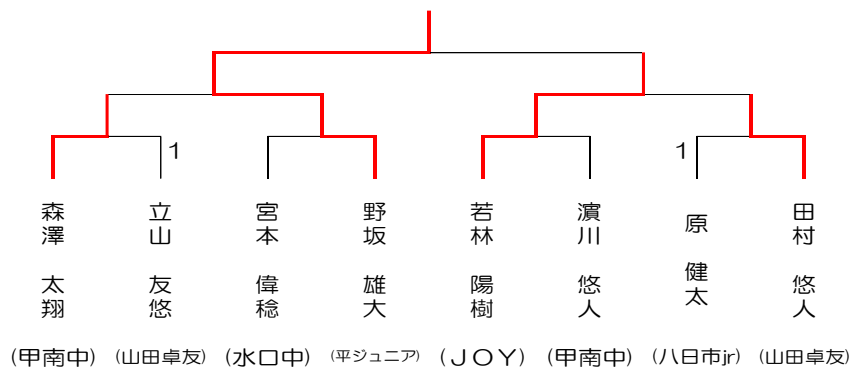 1
1
森澤 太翔
立山 友悠
宮本 偉稔
野坂 雄大
若林 陽樹
濵川 悠人
原 健太
田村 悠人
(甲南中)
(山田卓友)
(水口中)
(平ジュニア)
(ＪＯＹ)
(甲南中)
(八日市jr)
(山田卓友)